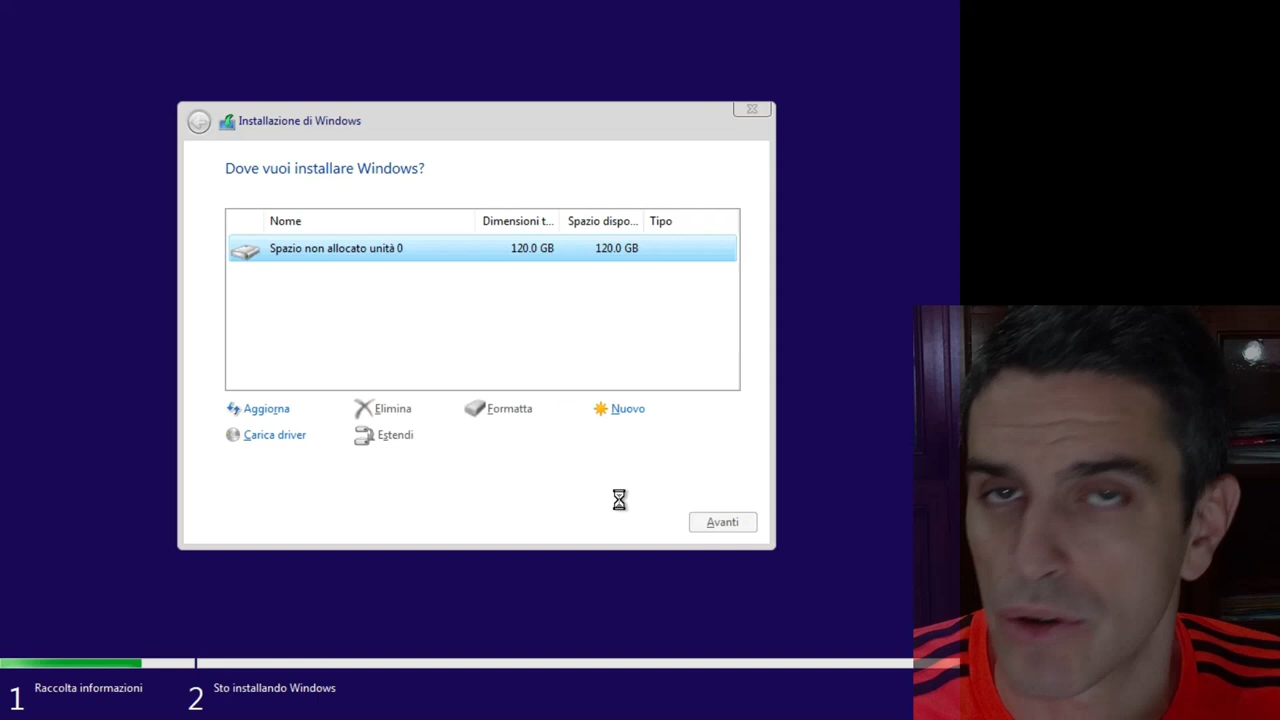 Installazione di Windows
Dove vuoi installare Windows?
Nome Dimensioni t... Spazio dispo... Tipo
Spazio non allocato unità 0 120.0 GB 120.0 GB
Aggiorna Elimina Formatta Nuovo
Carica driver Estendi
Avanti
1 Raccolta informazioni 2 Sto installando Windows